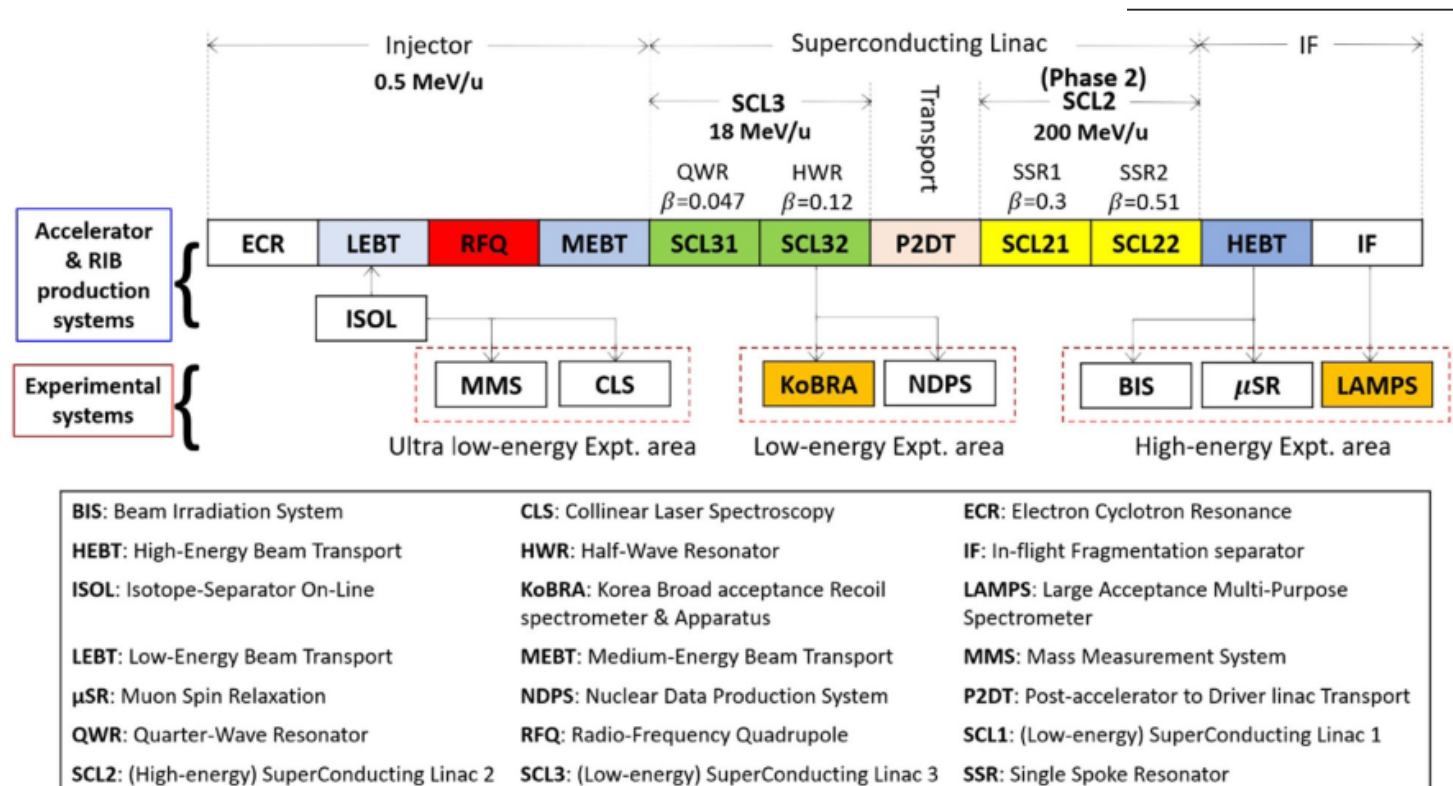 Injector
Superconducting Linac
IF
0.5 MeV/u
(Phase 2)
SCL3
Transport
SCL2
18 MeV/u
200 MeV/u
QWR
HWR
SSR1
SSR2
β=0.047
β=0.12
β=0.3
β=0.51
Accelerator
& RIB
production
systems
ECR
LEBT
RFQ
MEBT
SCL31
SCL32
P2DT
SCL21
SCL22
HEBT
IF
ISOL
Experimental
systems
MMS
CLS
KoBRA
NDPS
BIS
μSR
LAMPS
Ultra low-energy Expt. area
Low-energy Expt. area
High-energy Expt. area
BIS: Beam Irradiation System
CLS: Collinear Laser Spectroscopy
ECR: Electron Cyclotron Resonance
HEBT: High-Energy Beam Transport
HWR: Half-Wave Resonator
IF: In-flight Fragmentation separator
ISOL: Isotope-Separator On-Line
KoBRA: Korea Broad acceptance Recoil
spectrometer & Apparatus
LAMPS: Large Acceptance Multi-Purpose
Spectrometer
LEBT: Low-Energy Beam Transport
MEBT: Medium-Energy Beam Transport
MMS: Mass Measurement System
μSR: Muon Spin Relaxation
NDPS: Nuclear Data Production System
P2DT: Post-accelerator to Driver linac Transport
QWR: Quarter-Wave Resonator
RFQ: Radio-Frequency Quadrupole
SCL1: (Low-energy) SuperConducting Linac 1
SCL2: (High-energy) SuperConducting Linac 2
SCL3: (Low-energy) SuperConducting Linac 3
SSR: Single Spoke Resonator